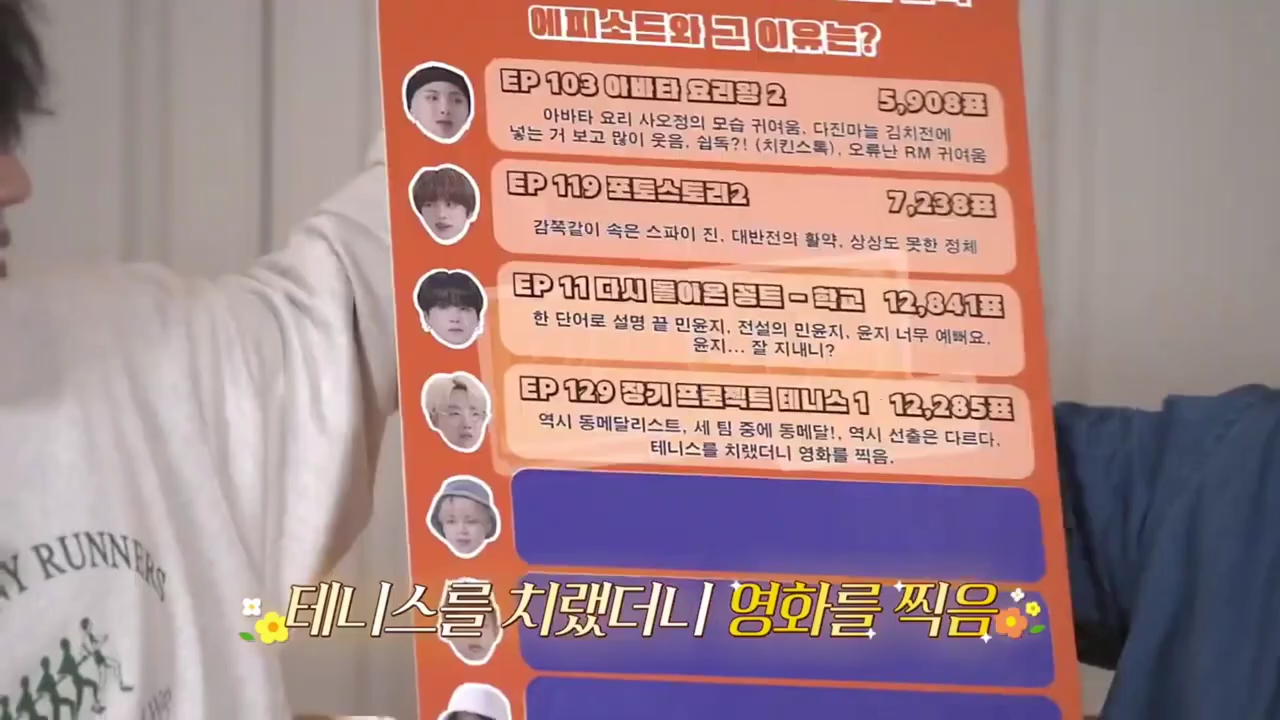 에피소드와 그 이유는?
EP 103 아바타 요리왕 2 5,908표
아바타 요리 사오정의 모습 귀여움, 다진마늘 김치전에
넣는 거 보고 많이 웃음, 쉽독?! (치킨스톡), 오류난 RM 귀여움
EP 119 포토스토리2 7,238표
감쪽같이 속은 스파이 진, 대반전의 활약, 상상도 못한 정체
EP 11 다시 돌아온 꽁트 - 학교 12,841표
한 단어로 설명 끝 민윤지, 전설의 민윤지, 윤지 너무 예뻐요,
윤지... 잘 지내니?
EP 129 장기 프로젝트 테니스 1 12,285표
역시 동메달리스트, 세 팀 중에 동메달!, 역시 선출은 다르다,
테니스를 치랬더니 영화를 찍음.
RUNNERS
테니스를 치랬더니 영화를 찍음